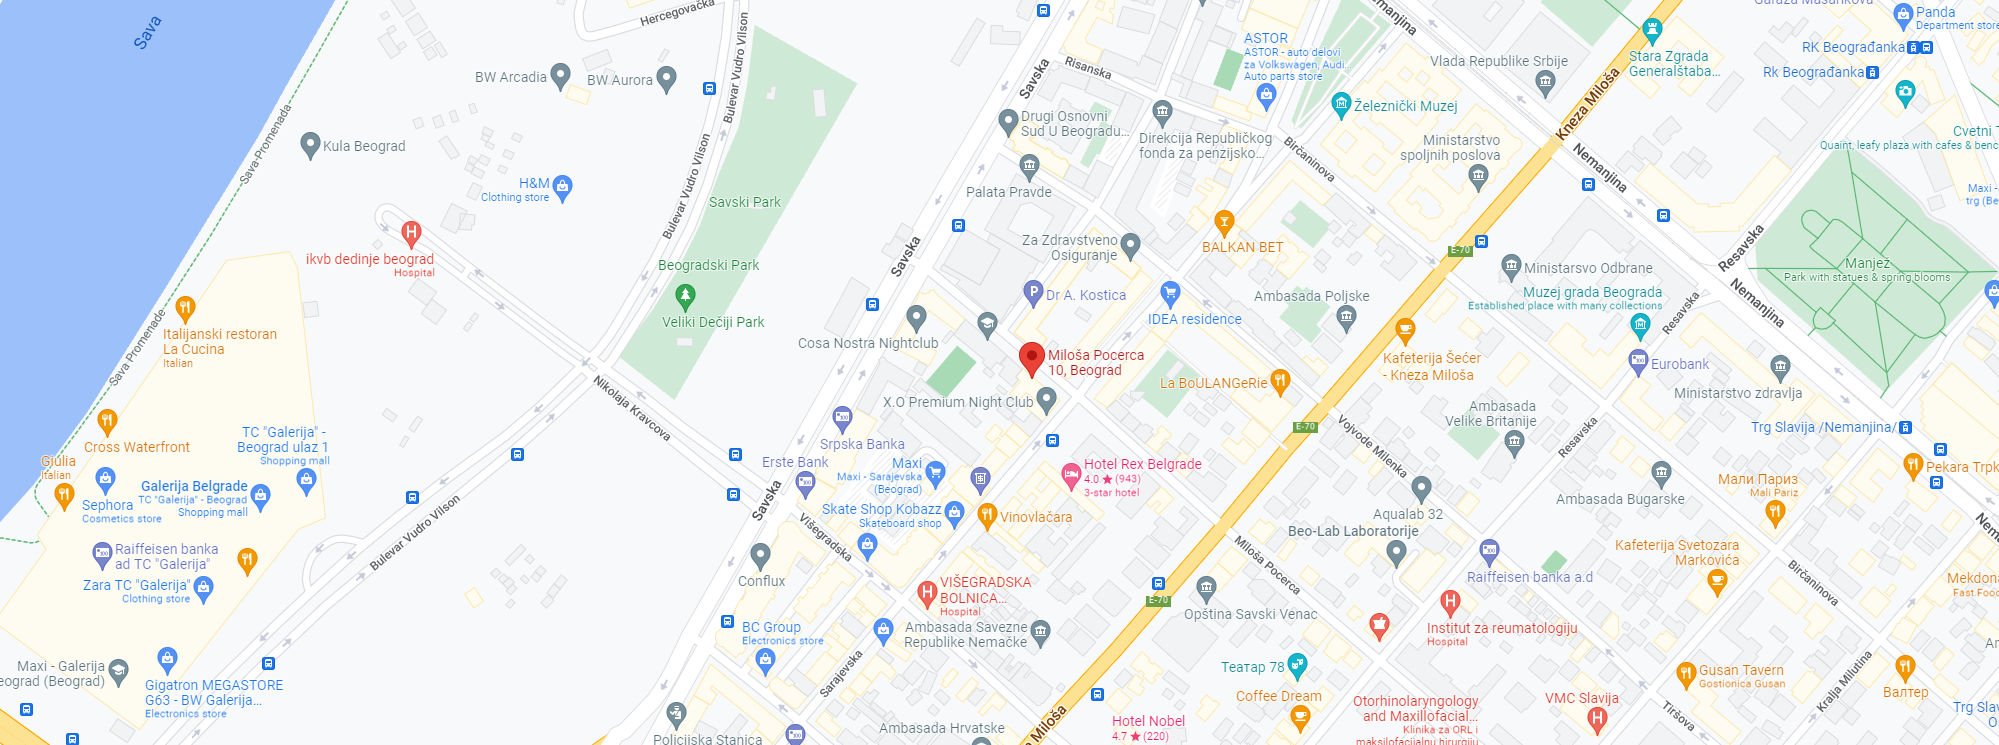 Sava
Sava Promenada
Sava Promenade
Hercegovačka
Bulevar Vudro Vilson
Bulevar Vudro Vilson
Bulevar Vudro Vilson
BW Arcadia
BW Aurora
Kula Beograd
H&M
Clothing store
ikvb dedinje beograd
Hospital
Italijanski restoran
La Cucina
Italian
Cross Waterfront
Giulia
Italian
TC "Galerija" -
Beograd ulaz 1
Shopping mall
Galerija Belgrade
TC "Galerija" - Beograd
Shopping mall
Sephora
Cosmetics store
Raiffeisen banka
ad TC "Galerija"
Zara TC "Galerija"
Clothing store
Maxi - Galerija
eograd (Beograd)
Gigatron MEGASTORE
G63 - BW Galerija...
Electronics store
Savski Park
Beogradski Park
Veliki Dečiji Park
Nikolaja Kravcova
Savska
Savska
Savska
Risanska
Drugi Osnovni
Sud U Beogradu...
Palata Pravde
Direkcija Republičkog
fonda za penzijsko...
ASTOR
ASTOR - auto delovi
za Volkswagen, Audi...
Auto parts store
Železnički Muzej
Birčaninova
Nemanjina
Vlada Republike Srbije
Ministarstvo
spoljnih poslova
Kneza Miloša
Stara Zgrada
Generalštaba...
Garaža Masarikova
Panda
Department store
RK Beograđanka
Rk Beograđanka
Cvetni T
Quaint, leafy plaza with cafes & benc
Maxi -
trg (Be
Nemanjina
Resavska
Manjež
Park with statues & spring blooms
Nemanjina
Resavska
Za Zdravstveno
Osiguranje
BALKAN BET
Dr A. Kostica
IDEA residence
Ambasada Poljske
E-70
Ministarsvo Odbrane
Muzej grada Beograda
Established place with many collections
Eurobank
Ministarstvo zdravlja
Kafeterija Šećer
- Kneza Miloša
Cosa Nostra Nightclub
Miloša Pocerca
10, Beograd
X.O Premium Night Club
La BoULANGeRie
E-70
Vojvode Milenka
Ambasada
Velike Britanije
Resavska
Trg Slavija /Nemanjina/
Pekara Trpk
Мали Париз
Mali Pariz
Ambasada Bugarske
Srpska Banka
Erste Bank
Maxi
Maxi - Sarajevska
(Beograd)
Skate Shop Kobazz
Skateboard shop
Hotel Rex Belgrade
4.0 ★ (943)
3-star hotel
Vinovlačara
Višegradska
Conflux
VIŠEGRADSKA
BOLNICA...
Hospital
Ambasada Savezne
Republike Nemačke
BC Group
Electronics store
Sarajevska
Policijska Stanica
Ambasada Hrvatske
a Miloša
E-70
Miloša Pocerca
Aqualab 32
Beo-Lab Laboratorije
Raiffeisen banka a.d
Opština Savski Venac
Institut za reumatologiju
Hospital
Театар 78
Coffee Dream
Hotel Nobel
4.7 ★ (220)
Otorhinolaryngology
and Maxillofacial...
Klinika za ORL i
maksilofacijalnu hirurgiju
VMC Slavija
Kafeterija Svetozara
Markovića
Birčaninova
Mekdona
Fast Food
Gusan Tavern
Gostionica Gusan
Tiršova
Kralja Milutina
Валтер
Trg Slav
Nem